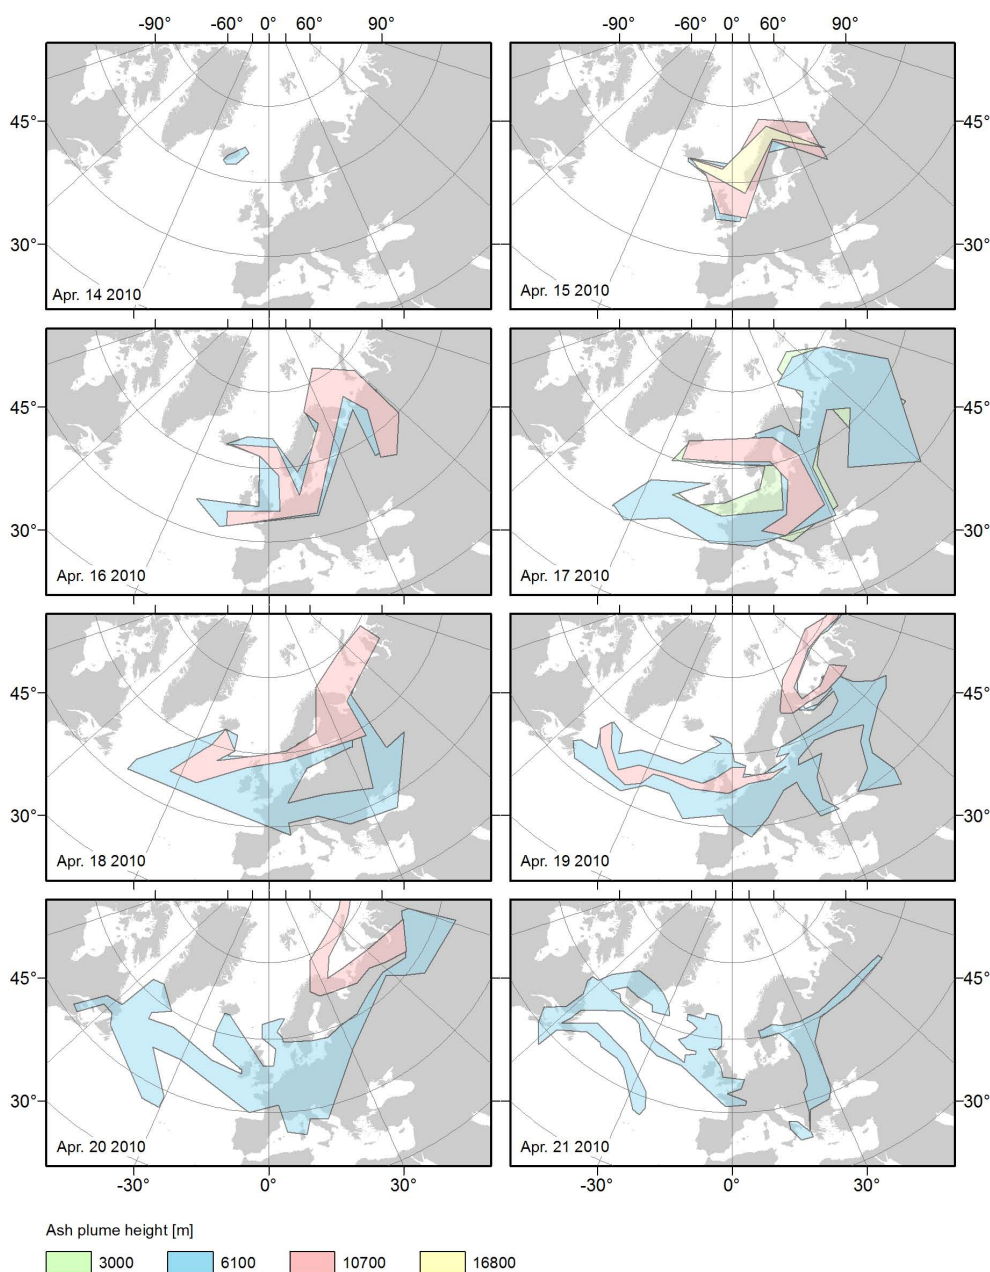 -90° -60° 0° 60° 90° -60° 0° 60° 90°
-90°
45° 45°
30° 30°
Apr. 14 2010 Apr. 15 2010
45° 45°
30° 30°
Apr. 16 2010 Apr. 17 2010
45° 45°
30° 30°
Apr. 18 2010 Apr. 19 2010
45° 45°
30° 30°
Apr. 20 2010 Apr. 21 2010
-30° 0° 30° -30° 0° 30°
Ash plume height [m]
3000 6100 10700 16800